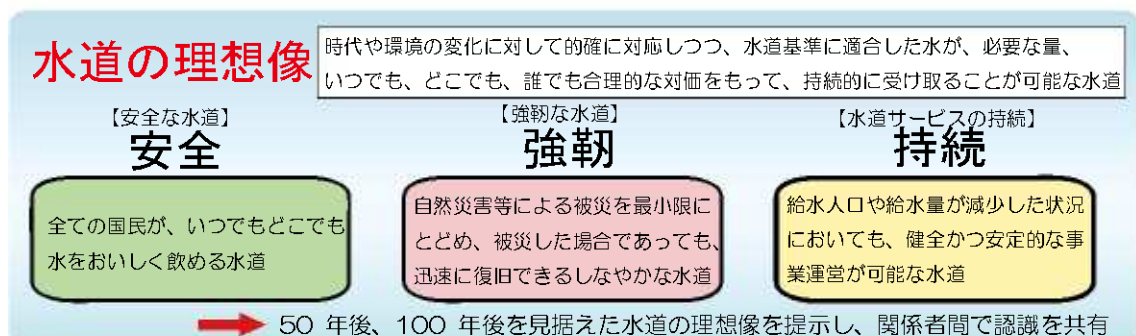 水道の理想像
時代や環境の変化に対して的確に対応しつつ、水道基準に適合した水が、必要な量、
いつでも、どこでも、誰でも合理的な対価をもって、持続的に受け取ることが可能な水道
【安全な水道】
安全
全ての国民が、いつでもどこでも
水をおいしく飲める水道
【強靭な水道】
強靭
自然災害等による被災を最小限に
とどめ、被災した場合であっても、
迅速に復旧できるしなやかな水道
【水道サービスの持続】
持続
給水人口や給水量が減少した状況
においても、健全かつ安定的な事
業運営が可能な水道
50 年後、100 年後を見据えた水道の理想像を提示し、関係者間で認識を共有